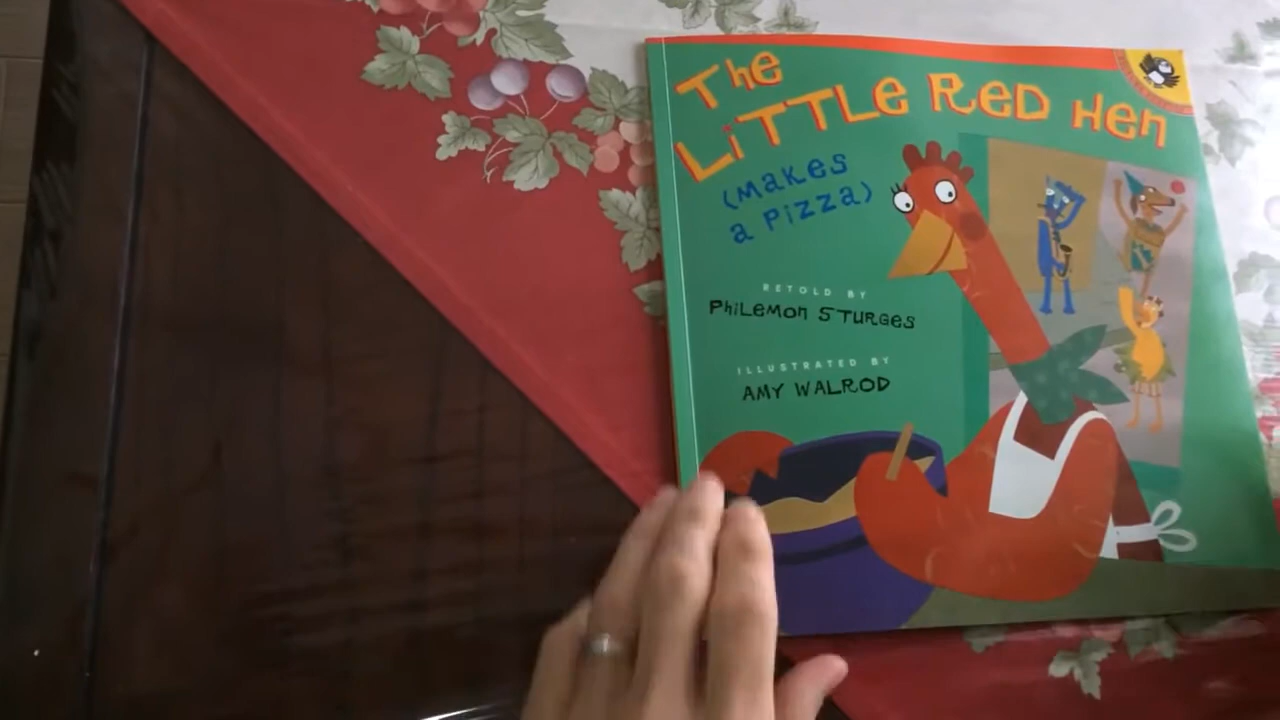 The
LiTTLE RED Hen
(Makes
a Pizza)
RETOLD BY
PhiLEMon STURGES
ILLUSTRATED BY
AMY WALROD